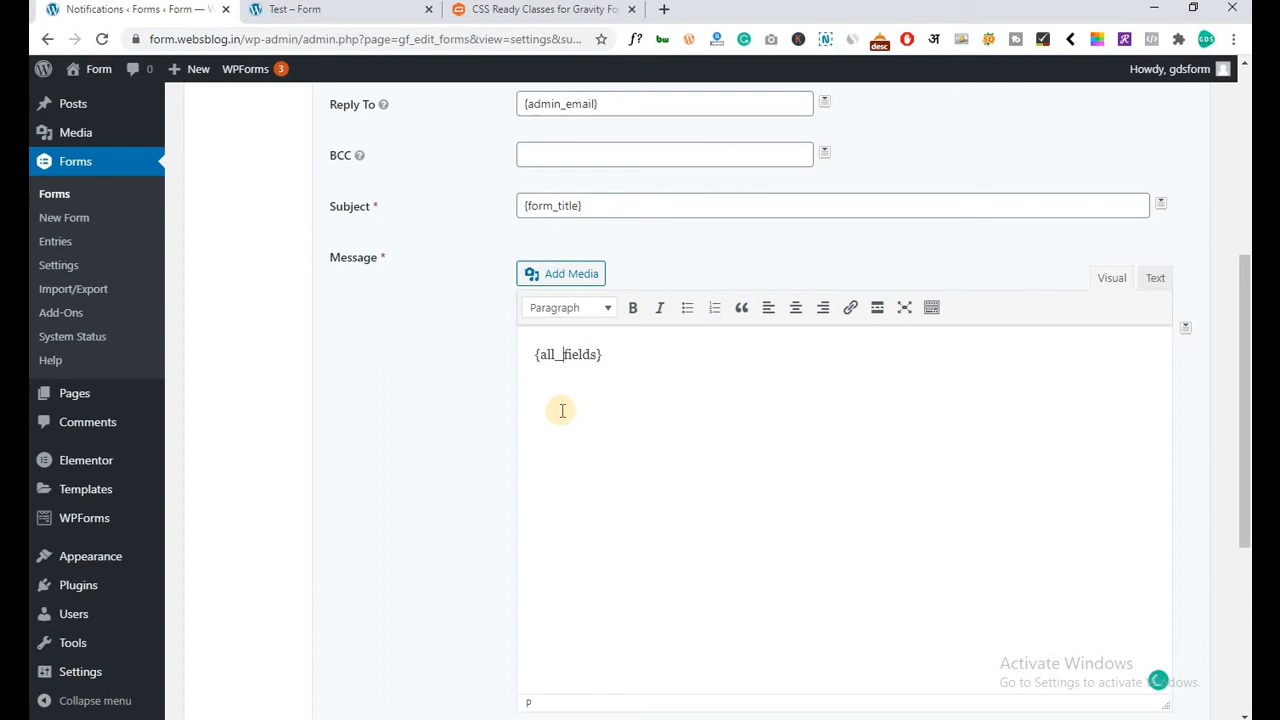 Notifications ‹ Forms ‹ Form — W
Test – Form
CSS Ready Classes for Gravity Fo
form.websblog.in/wp-admin/admin.php?page=gf_edit_forms&view=settings&su...
f?
bw
desc
अ
GDS
Form
0
New
WPForms
3
Howdy, gdsform
Posts
Media
Forms
Forms
New Form
Entries
Settings
Import/Export
Add-Ons
System Status
Help
Pages
Comments
Elementor
Templates
WPForms
Appearance
Plugins
Users
Tools
Settings
Collapse menu
Reply To
{admin_email}
BCC
Subject *
{form_title}
Message *
Add Media
Visual
Text
Paragraph
B
I
{all_fields}
P
Activate Windows
Go to Settings to activate Windows.